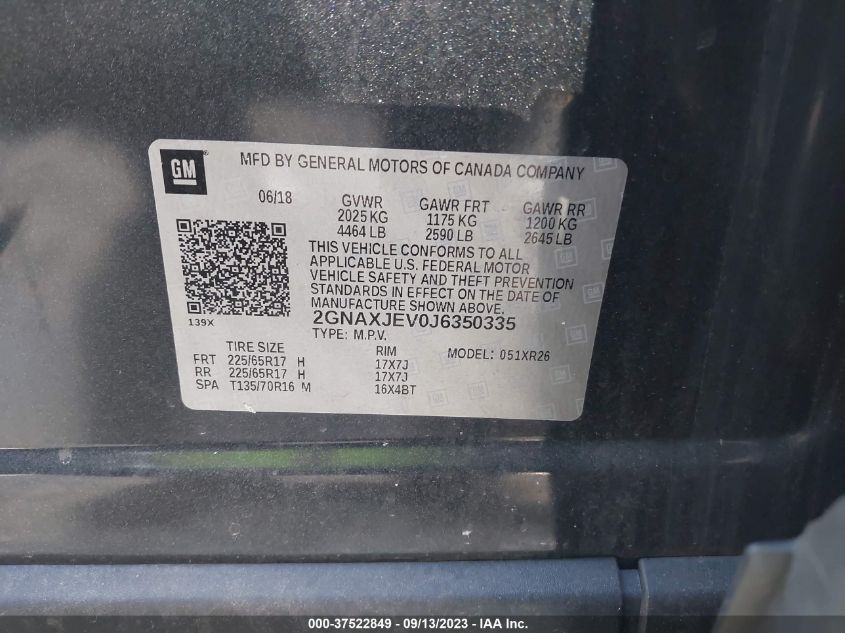 GM ® MFD BY GENERAL MOTORS OF CANADA COMPANY
06/18 GVWR GAWR FRT GAWR RR
2025 KG 1175 KG 1200 KG
4464 LB 2590 LB 2645 LB
THIS VEHICLE CONFORMS TO ALL
APPLICABLE U.S. FEDERAL MOTOR
VEHICLE SAFETY AND THEFT PREVENTION
STANDARDS IN EFFECT ON THE DATE OF
MANUFACTURE SHOWN ABOVE.
139X
2GNAXJEV0J6350335
TYPE: M.P.V.
TIRE SIZE RIM MODEL: 051XR26
FRT 225/65R17 H 17X7J
RR 225/65R17 H 17X7J
SPA T135/70R16 M 16X4BT
000-37522849 - 09/13/2023 - Copyright © 2023 IAA, Inc.